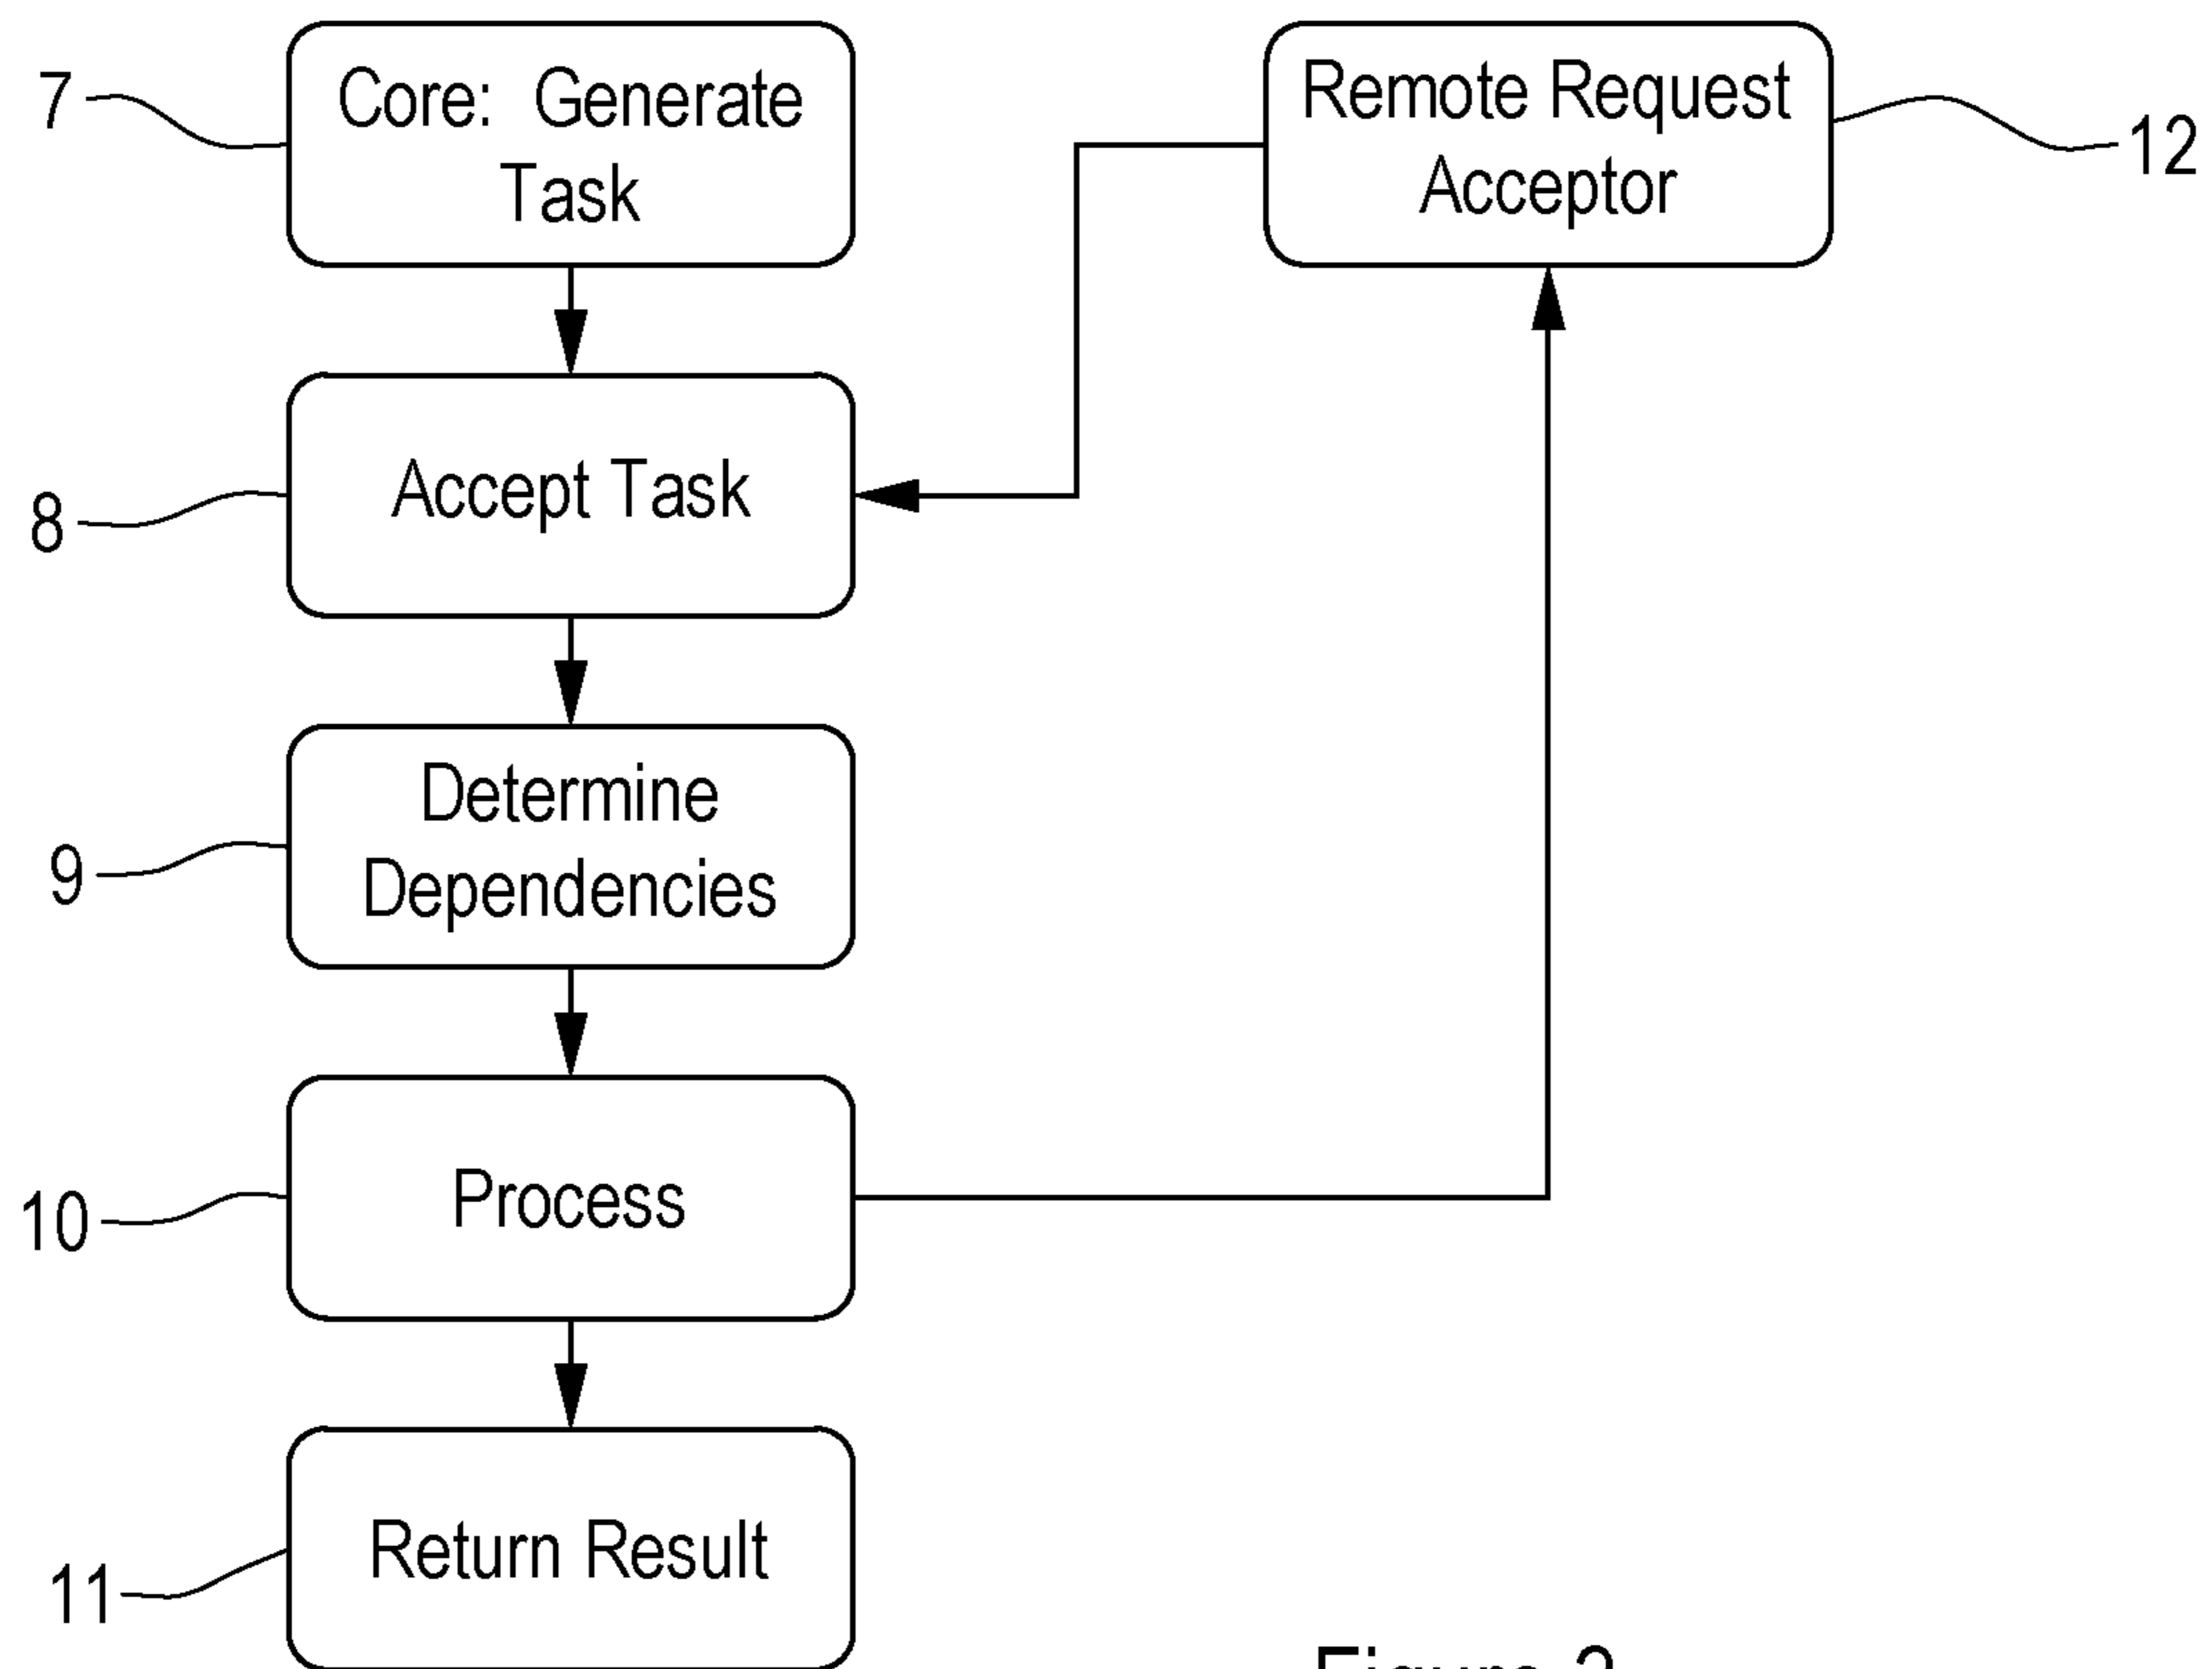 7
Core: Generate
Task
Remote Request
Acceptor
12
8
Accept Task
9
Determine
Dependencies
10
Process
11
Return Result
Figure